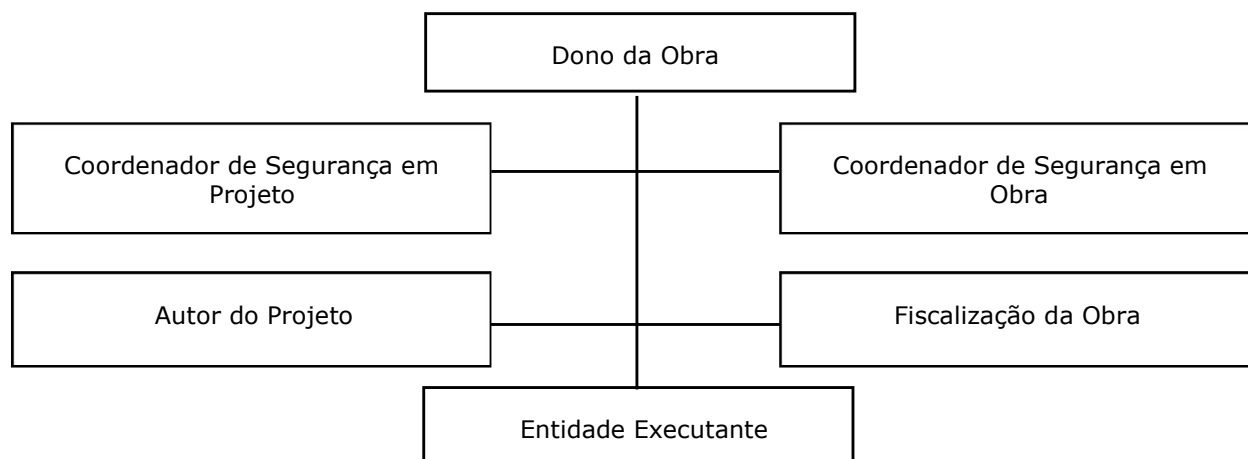 Dono da Obra
Coordenador de Segurança em
Projeto
Coordenador de Segurança em
Obra
Autor do Projeto
Fiscalização da Obra
Entidade Executante